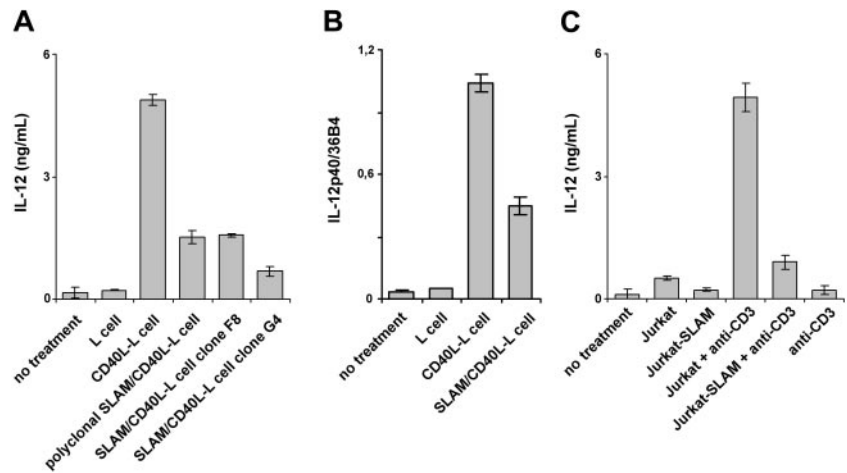 A
IL-12 (ng/mL)
6
3
0
no treatment
L cell
CD40L-L cell
polyclonal SLAM/CD40L-L cell
SLAM/CD40L-L cell clone F8
SLAM/CD40L-L cell clone G4
B
IL-12p40/36B4
1,2
0,6
0
no treatment
L cell
CD40L-L cell
SLAM/CD40L-L cell
C
IL-12 (ng/mL)
6
3
0
no treatment
Jurkat
Jurkat-SLAM
Jurkat + anti-CD3
Jurkat-SLAM + anti-CD3
anti-CD3